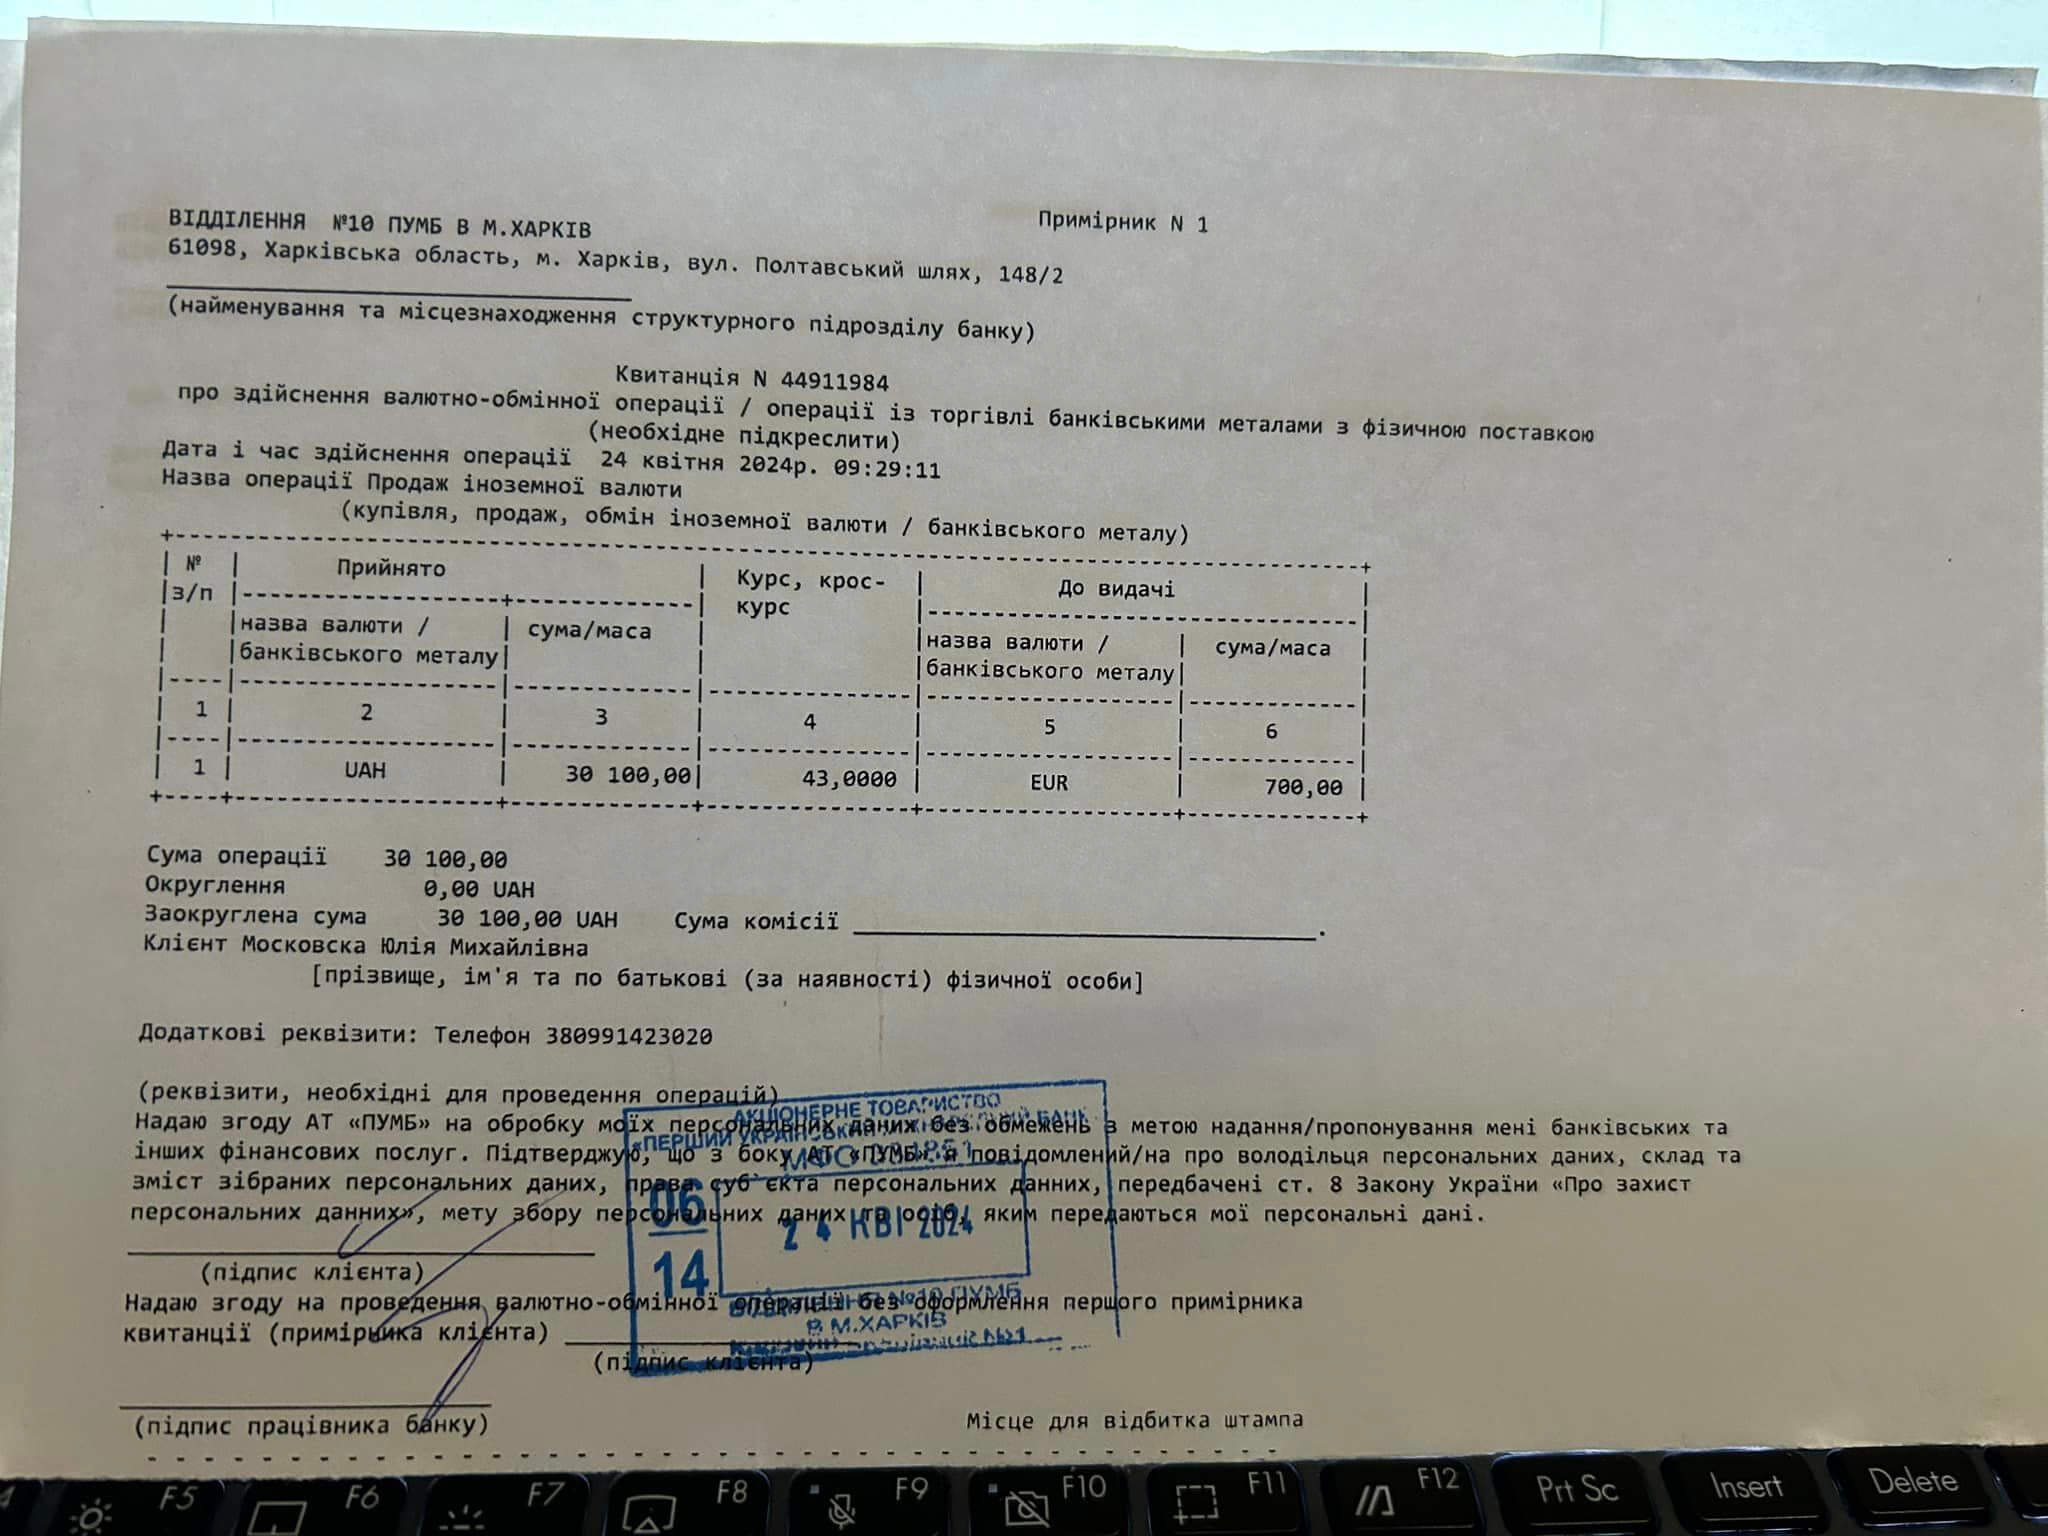 ВІДДІЛЕННЯ №10 ПУМБ В М.ХАРКІВ Примірник N 1
61098, Харківська область, м. Харків, вул. Полтавський шлях, 148/2
(найменування та місцезнаходження структурного підрозділу банку)
Квитанція N 44911984
про здійснення валютно-обмінної операції / операції із торгівлі банківськими металами з фізичною поставкою
(необхідне підкреслити)
Дата і час здійснення операції 24 квітня 2024р. 09:29:11
Назва операції Продаж іноземної валюти
(купівля, продаж, обмін іноземної валюти / банківського металу)
№ Прийнято Курс, крос- До видачі
з/п курс
назва валюти / сума/маса назва валюти / сума/маса
банківського металу банківського металу
1 2 3 4 5 6
1 UAH 30 100,00 43,0000 EUR 700,00
Сума операції 30 100,00
Округлення 0,00 UAH
Заокруглена сума 30 100,00 UAH Сума комісії
Клієнт Московска Юлія Михайлівна
[прізвище, ім'я та по батькові (за наявності) фізичної особи]
Додаткові реквізити: Телефон 380991423020
(реквізити, необхідні для проведення операцій)
Надаю згоду АТ «ПУМБ» на обробку моїх персональних даних без обмежень з метою надання/пропонування мені банківських та
інших фінансових послуг. Підтверджую, що з боку АТ «ПУМБ» я повідомлений/на про володільця персональних даних, склад та
зміст зібраних персональних даних, права суб'єкта персональних данних, передбачені ст. 8 Закону України «Про захист
персональних данних», мету збору персональних даних та осіб, яким передаються мої персональні дані.
(підпис клієнта)
Надаю згоду на проведення валютно-обмінної операції без оформлення першого примірника
квитанції (примірника клієнта)
(підпис клієнта)
(підпис працівника банку) Місце для відбитка штампа
АКЦІОНЕРНЕ ТОВАРИСТВО
«ПЕРШИЙ УКРАЇНСЬКИЙ БАНК
МФО
06
14
24 КВІ 2024
ВІДДІЛЕННЯ №10 ПУМБ
В М.ХАРКІВ
F5 F6 F7 F8 F9 F10 F11 F12 Prt Sc Insert Delete